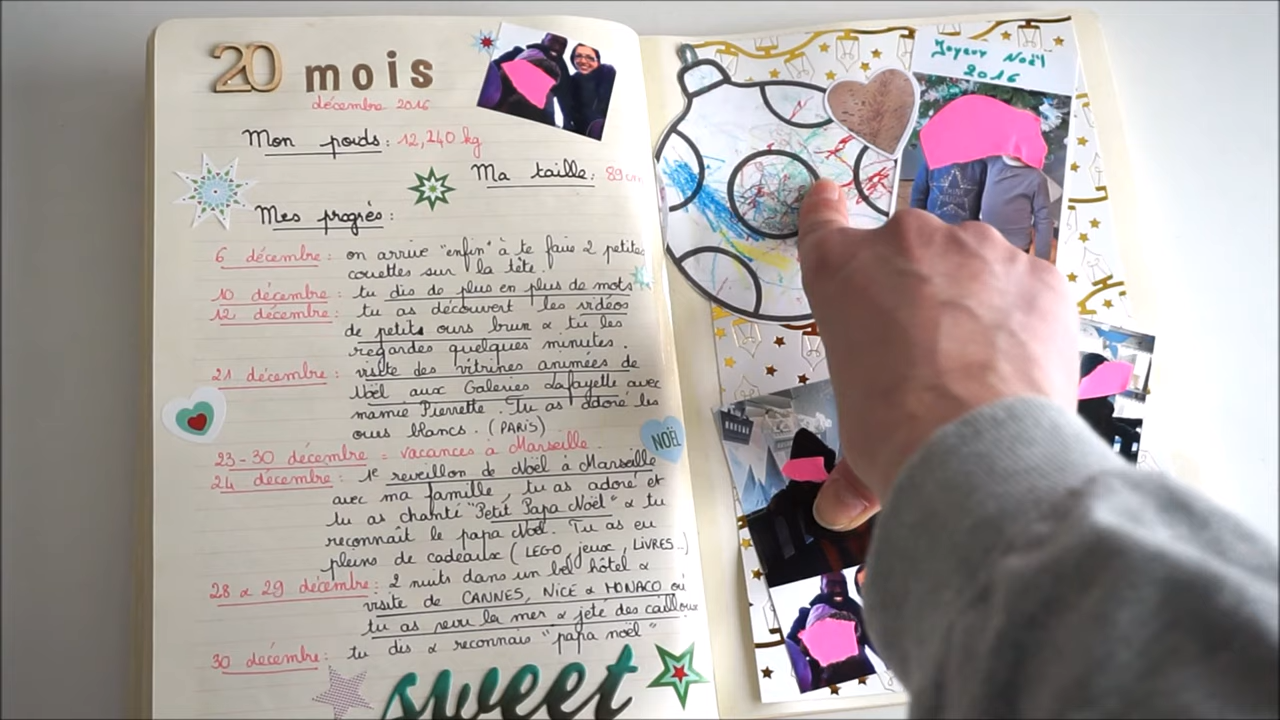 20 mois
décembre 2016
Mon poids : 12,240 kg
Ma taille : 89 cm
Mes progrés :
6 décembre : on arrive "enfin" à te faire 2 petites
couettes sur la tête.
10 décembre : tu dis de plus en plus de mots
12 décembre : tu as découvert les vidéos
de petits ours brun & tu les
regardes quelques minutes.
21 décembre : visite des vitrines animées de
Noël aux Galeries Lafayette avec
mamie Pierrette. Tu as adoré les
ours blancs. (PARIS)
23-30 décembre = vacances à Marseille.
24 décembre : 1e reveillon de Noël à Marseille
avec ma famille, tu as adoré et
tu as chanté "Petit Papa Noël" & tu
reconnaît le papa Noël. Tu as eu
pleins de cadeaux (LEGO, jeux, LIVRES..)
28 & 29 décembre : 2 nuits dans un bel hôtel &
visite de CANNES, NICE & MONACO où
tu as revu la mer & jeté des cailloux
30 décembre : tu dis & reconnais "papa noël"
sweet
NOËL
Joyeux Noël
2016